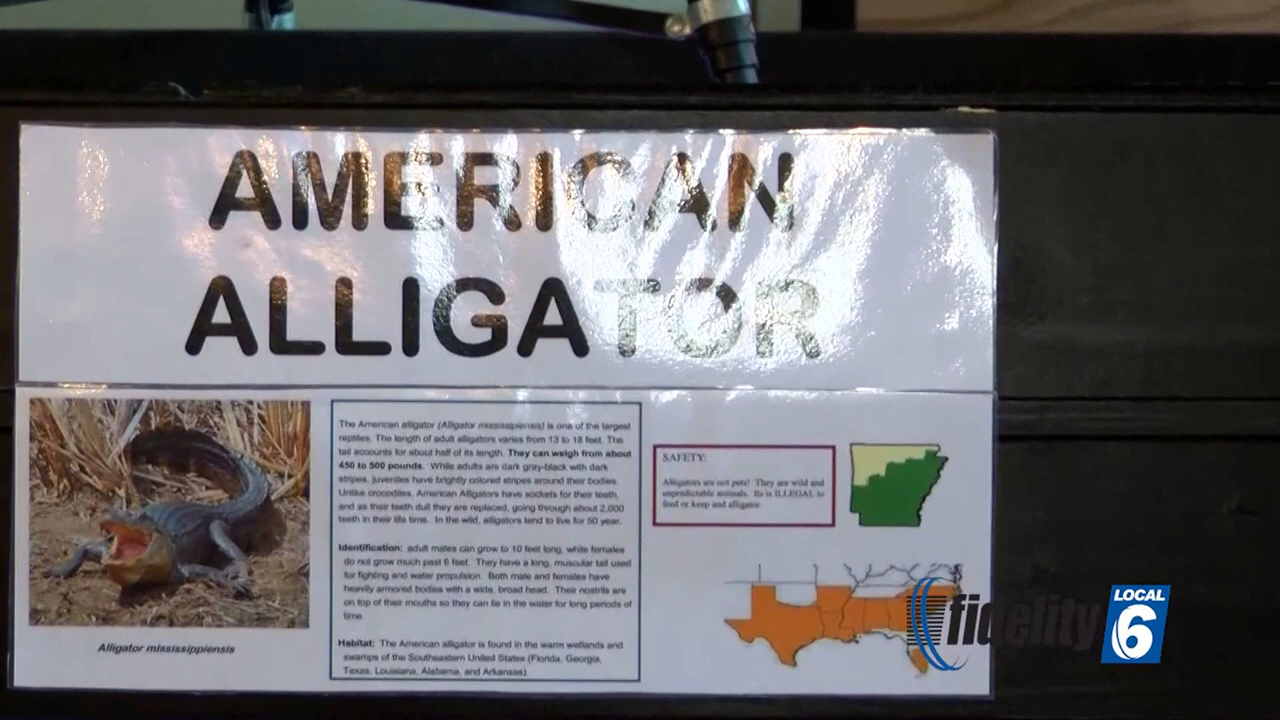 AMERICAN
ALLIGATOR
The American alligator (Alligator mississippiensis) is one of the largest
reptiles. The length of adult alligators varies from 13 to 18 feet. The
tail accounts for about half of its length. They can weigh from about
450 to 500 pounds. While adults are dark gray-black with dark
stripes, juveniles have brightly colored stripes around their bodies.
Unlike crocodiles, American Alligators have sockets for their teeth,
and as their teeth dull they are replaced, going through about 2,000
teeth in their life time. In the wild, alligators tend to live for 50 year.
Identification: adult males can grow to 10 feet long, while females
do not grow much past 6 feet. They have a long, muscular tail used
for fighting and water propulsion. Both male and females have
heavily armored bodies with a wide, broad head. Their nostrils are
on top of their mouths so they can lie in the water for long periods of
time.
Habitat: The American alligator is found in the warm wetlands and
swamps of the Southeastern United States (Florida, Georgia,
Texas, Louisiana, Alabama, and Arkansas)
Alligator mississippiensis
SAFETY:
Alligators are not pets! They are wild and
unpredictable animals. Its is ILLEGAL to
feed or keep and alligator.
fidelity
LOCAL
6